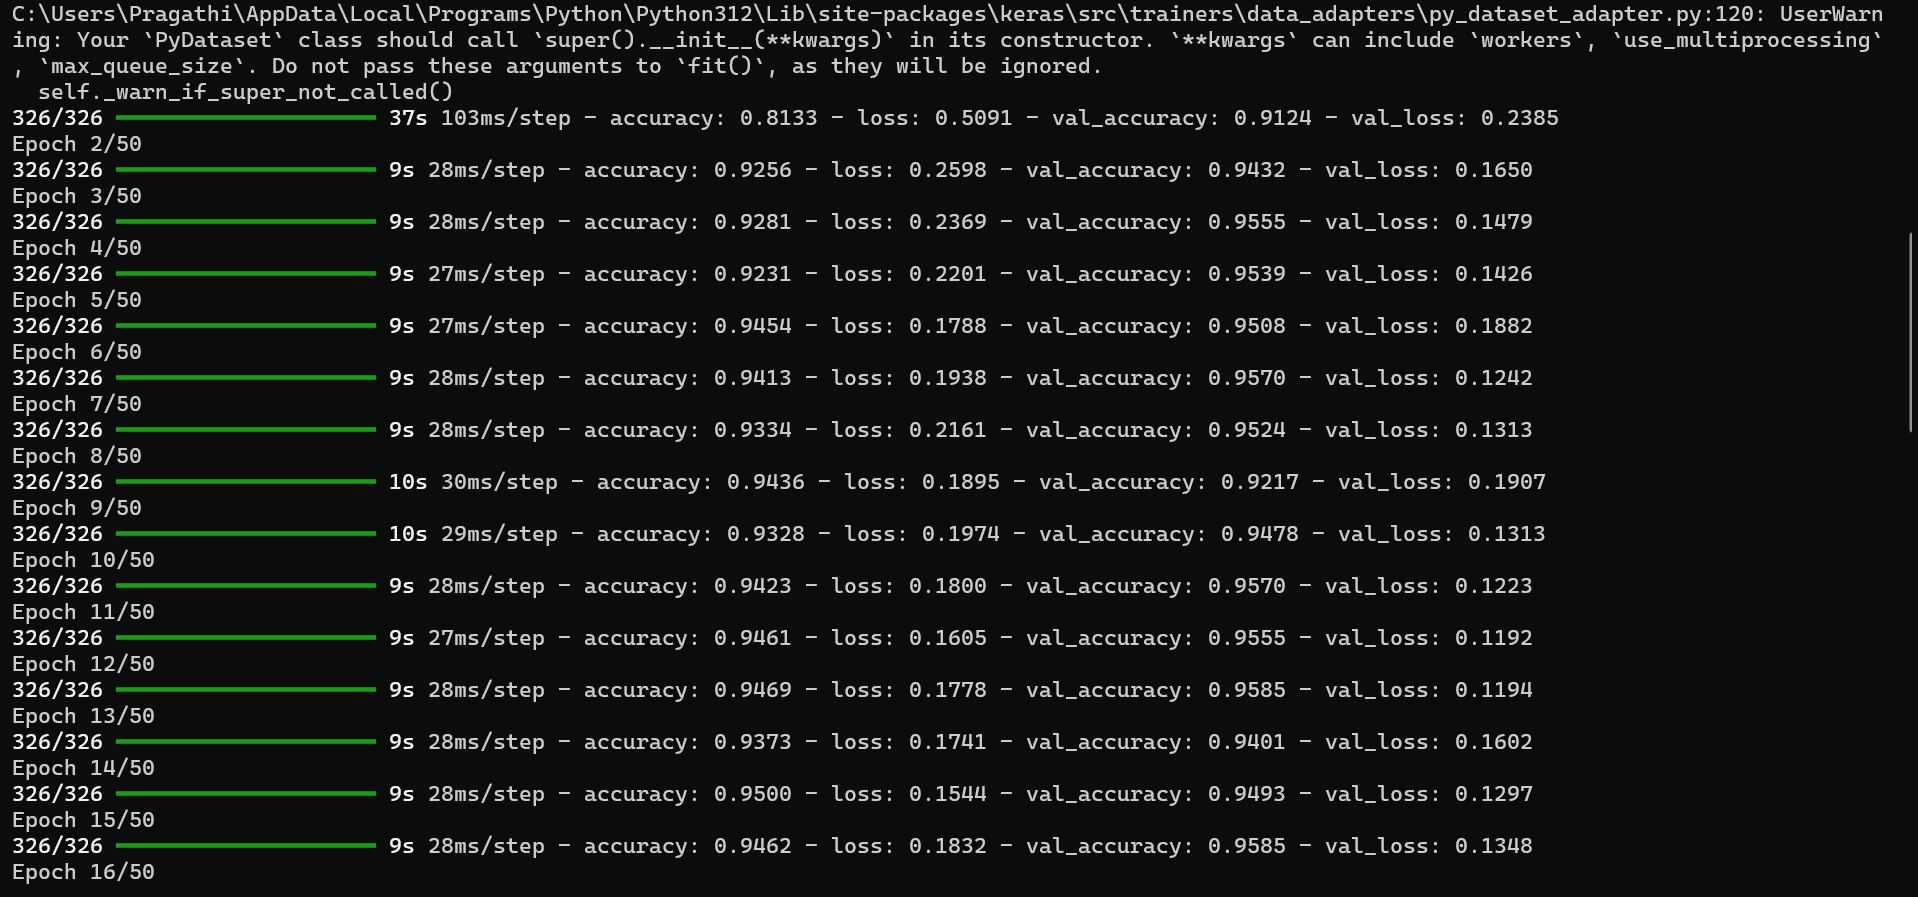 C:\Users\Pragathi\AppData\Local\Programs\Python\Python312\Lib\site-packages\keras\src\trainers\data_adapters\py_dataset_adapter.py:120: UserWarn
ing: Your `PyDataset` class should call `super().__init__(**kwargs)` in its constructor. `**kwargs` can include `workers`, `use_multiprocessing`
, `max_queue_size`. Do not pass these arguments to `fit()`, as they will be ignored.
  self._warn_if_super_not_called()
326/326 37s 103ms/step - accuracy: 0.8133 - loss: 0.5091 - val_accuracy: 0.9124 - val_loss: 0.2385
Epoch 2/50
326/326 9s 28ms/step - accuracy: 0.9256 - loss: 0.2598 - val_accuracy: 0.9432 - val_loss: 0.1650
Epoch 3/50
326/326 9s 28ms/step - accuracy: 0.9281 - loss: 0.2369 - val_accuracy: 0.9555 - val_loss: 0.1479
Epoch 4/50
326/326 9s 27ms/step - accuracy: 0.9231 - loss: 0.2201 - val_accuracy: 0.9539 - val_loss: 0.1426
Epoch 5/50
326/326 9s 27ms/step - accuracy: 0.9454 - loss: 0.1788 - val_accuracy: 0.9508 - val_loss: 0.1882
Epoch 6/50
326/326 9s 28ms/step - accuracy: 0.9413 - loss: 0.1938 - val_accuracy: 0.9570 - val_loss: 0.1242
Epoch 7/50
326/326 9s 28ms/step - accuracy: 0.9334 - loss: 0.2161 - val_accuracy: 0.9524 - val_loss: 0.1313
Epoch 8/50
326/326 10s 30ms/step - accuracy: 0.9436 - loss: 0.1895 - val_accuracy: 0.9217 - val_loss: 0.1907
Epoch 9/50
326/326 10s 29ms/step - accuracy: 0.9328 - loss: 0.1974 - val_accuracy: 0.9478 - val_loss: 0.1313
Epoch 10/50
326/326 9s 28ms/step - accuracy: 0.9423 - loss: 0.1800 - val_accuracy: 0.9570 - val_loss: 0.1223
Epoch 11/50
326/326 9s 27ms/step - accuracy: 0.9461 - loss: 0.1605 - val_accuracy: 0.9555 - val_loss: 0.1192
Epoch 12/50
326/326 9s 28ms/step - accuracy: 0.9469 - loss: 0.1778 - val_accuracy: 0.9585 - val_loss: 0.1194
Epoch 13/50
326/326 9s 28ms/step - accuracy: 0.9373 - loss: 0.1741 - val_accuracy: 0.9401 - val_loss: 0.1602
Epoch 14/50
326/326 9s 28ms/step - accuracy: 0.9500 - loss: 0.1544 - val_accuracy: 0.9493 - val_loss: 0.1297
Epoch 15/50
326/326 9s 28ms/step - accuracy: 0.9462 - loss: 0.1832 - val_accuracy: 0.9585 - val_loss: 0.1348
Epoch 16/50